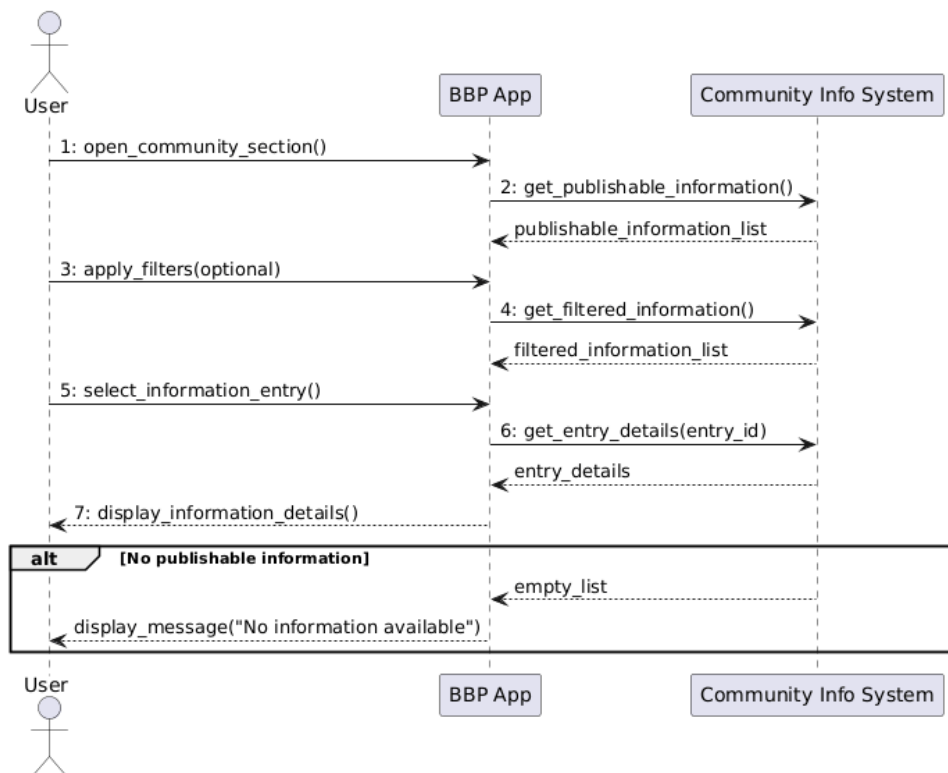 User
BBP App
Community Info System
1: open_community_section()
2: get_publishable_information()
publishable_information_list
3: apply_filters(optional)
4: get_filtered_information()
filtered_information_list
5: select_information_entry()
6: get_entry_details(entry_id)
entry_details
7: display_information_details()
alt [No publishable information]
empty_list
display_message("No information available")
User
BBP App
Community Info System